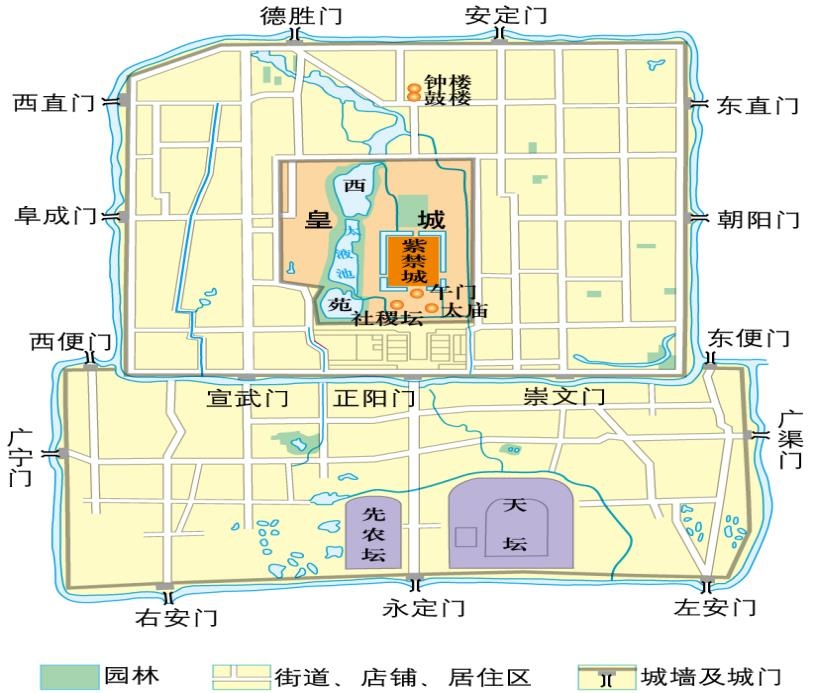 德胜门 安定门
钟楼
鼓楼
西直门 东直门
阜成门 朝阳门
西
皇 城
太
液
池
紫
禁
城
午门
苑
社稷坛 太庙
西便门 东便门
宣武门 正阳门 崇文门
广
宁
门
广
渠
门
先
农
坛
天
坛
右安门 永定门 左安门
园林 街道、店铺、居住区 城墙及城门